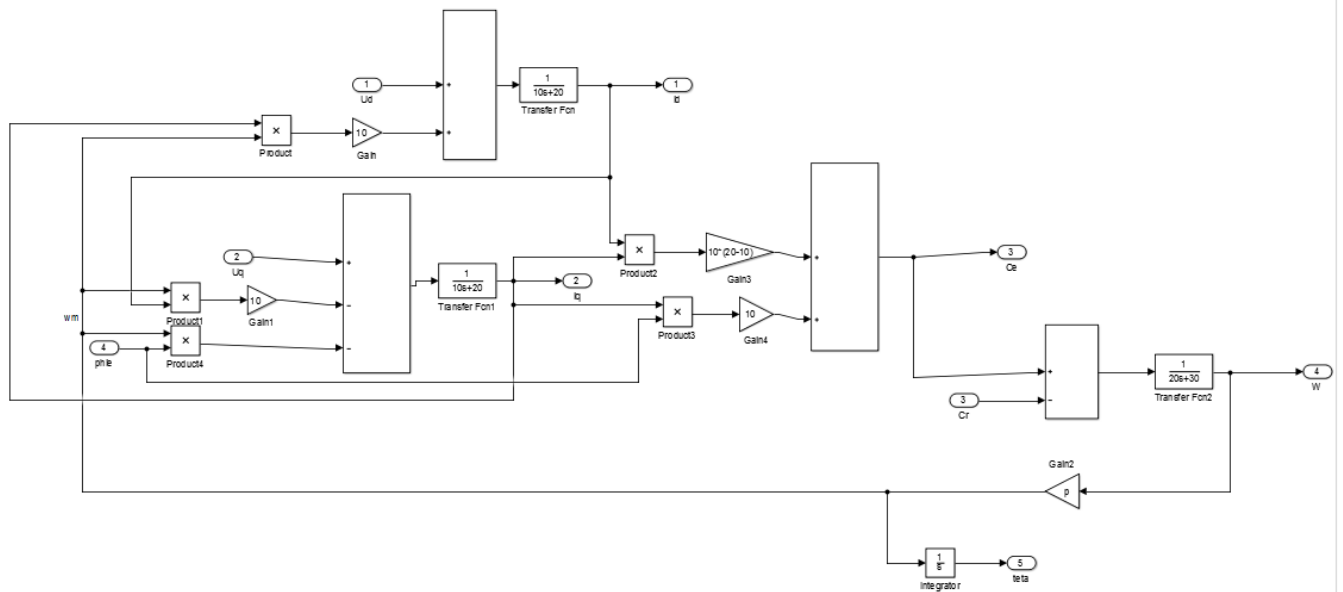 1
Ud
+
+
1
10s+20
Transfer Fcn
1
Id
×
Product
10
Gain
2
Uq
+
-
-
×
Product1
10
Gain1
wm
×
Product4
4
phie
1
10s+20
Transfer Fcn1
2
Iq
×
Product2
10*(20-10)
Gain3
×
Product3
10
Gain4
+
+
3
Ce
+
-
3
Cr
1
20s+30
Transfer Fcn2
4
W
Gain2
p
1
s
Integrator
5
teta